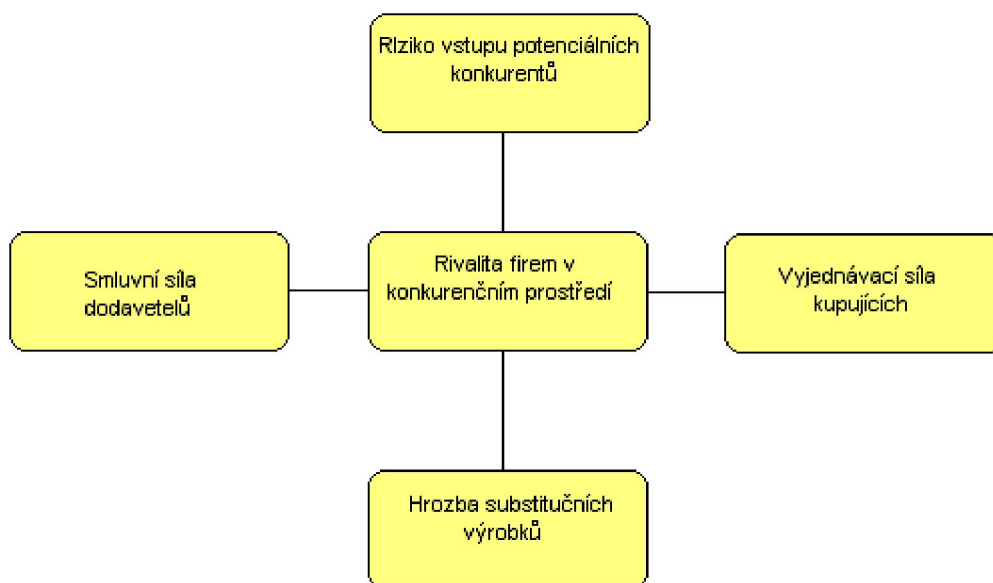 RIziko vstupu potenciálních
konkurentů
Smluvní síla
dodavetelů
Rivalita firem v
konkurenčním prostředí
Vyjednávací síla
kupujících
Hrozba substitučních
výrobků